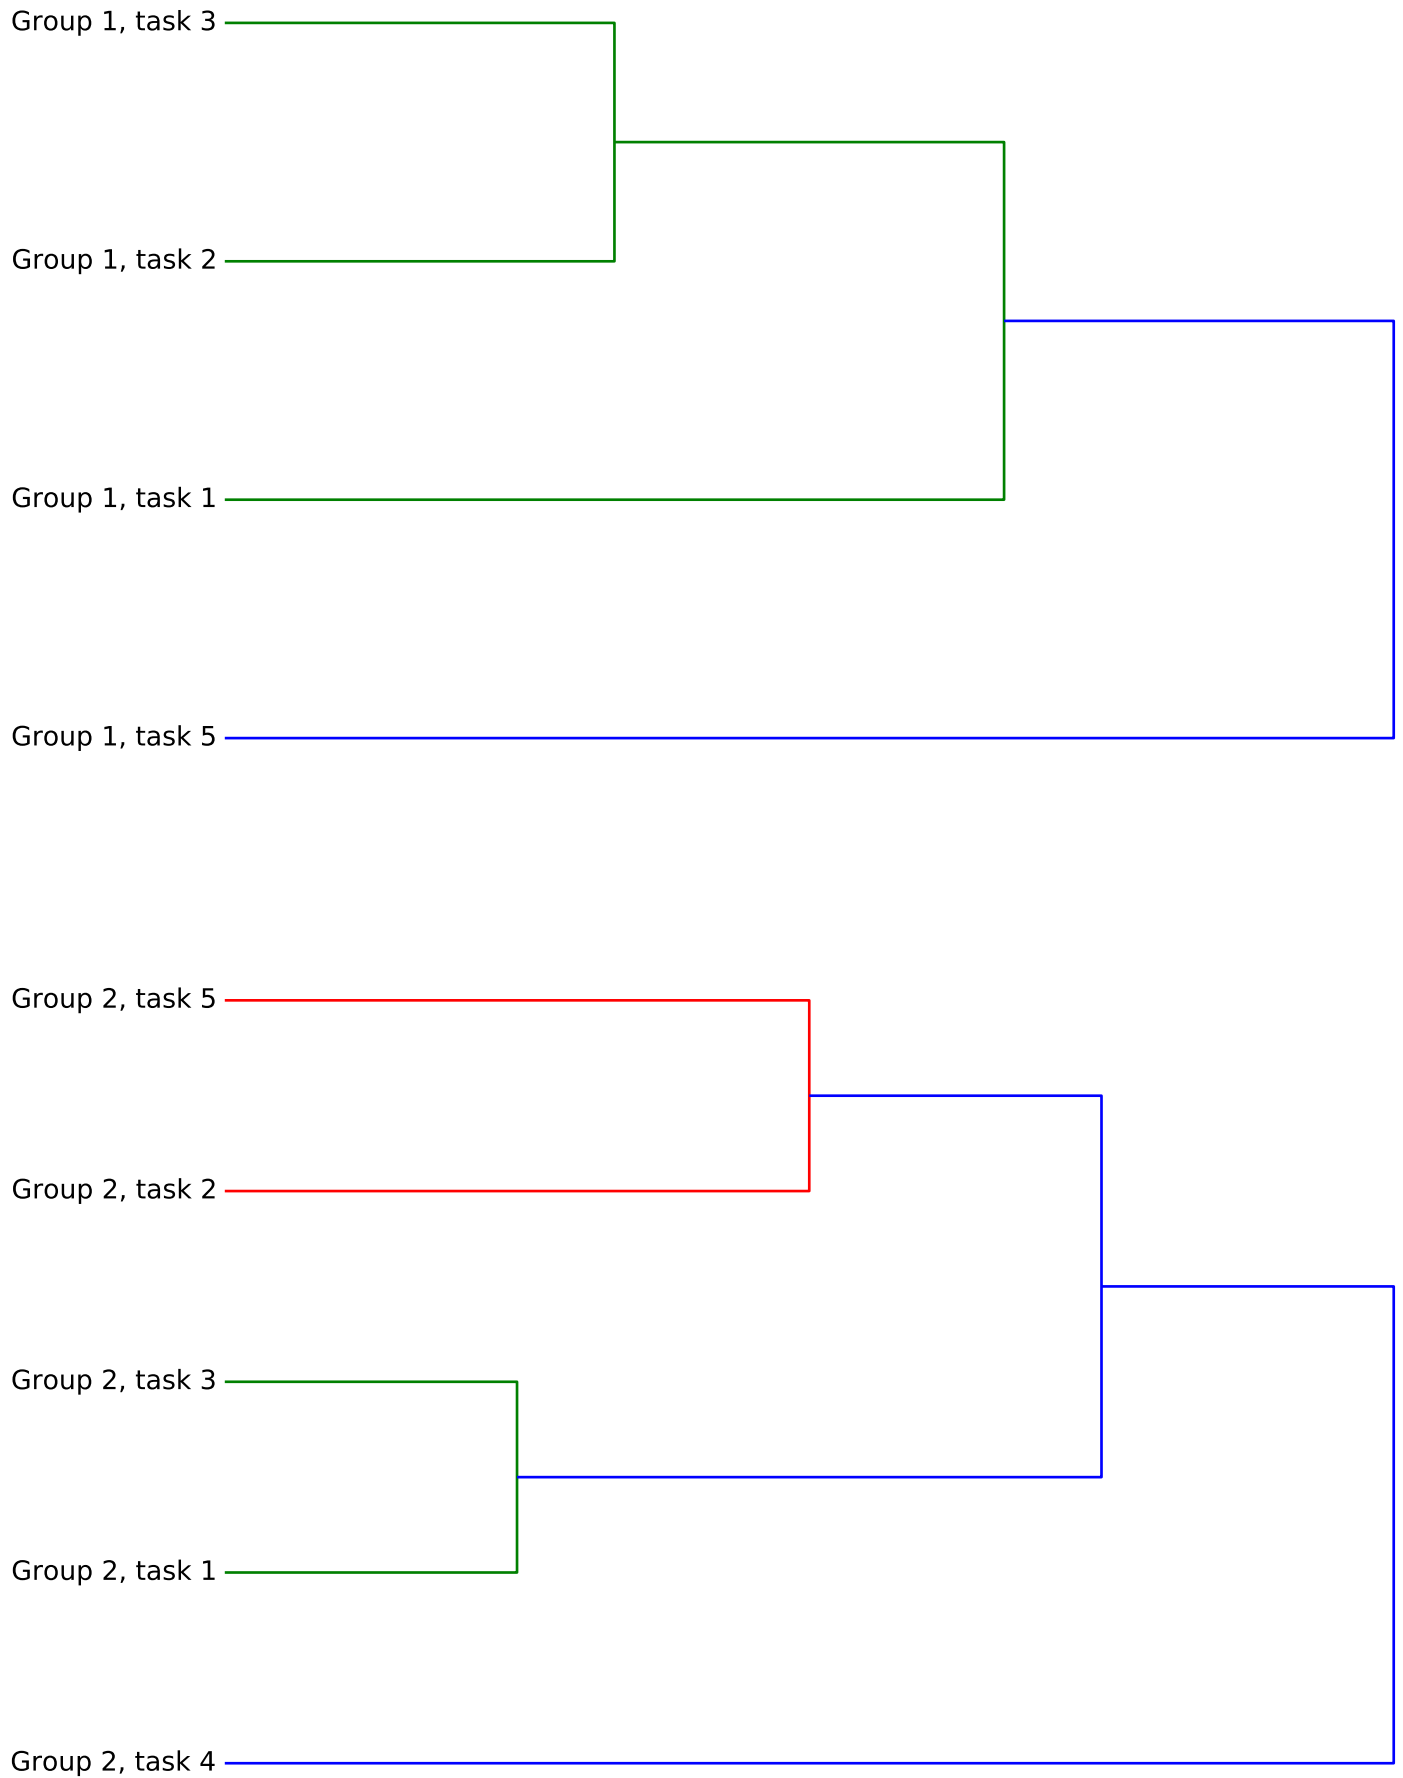 Group 1, task 3
Group 1, task 2
Group 1, task 1
Group 1, task 5
Group 2, task 5
Group 2, task 2
Group 2, task 3
Group 2, task 1
Group 2, task 4